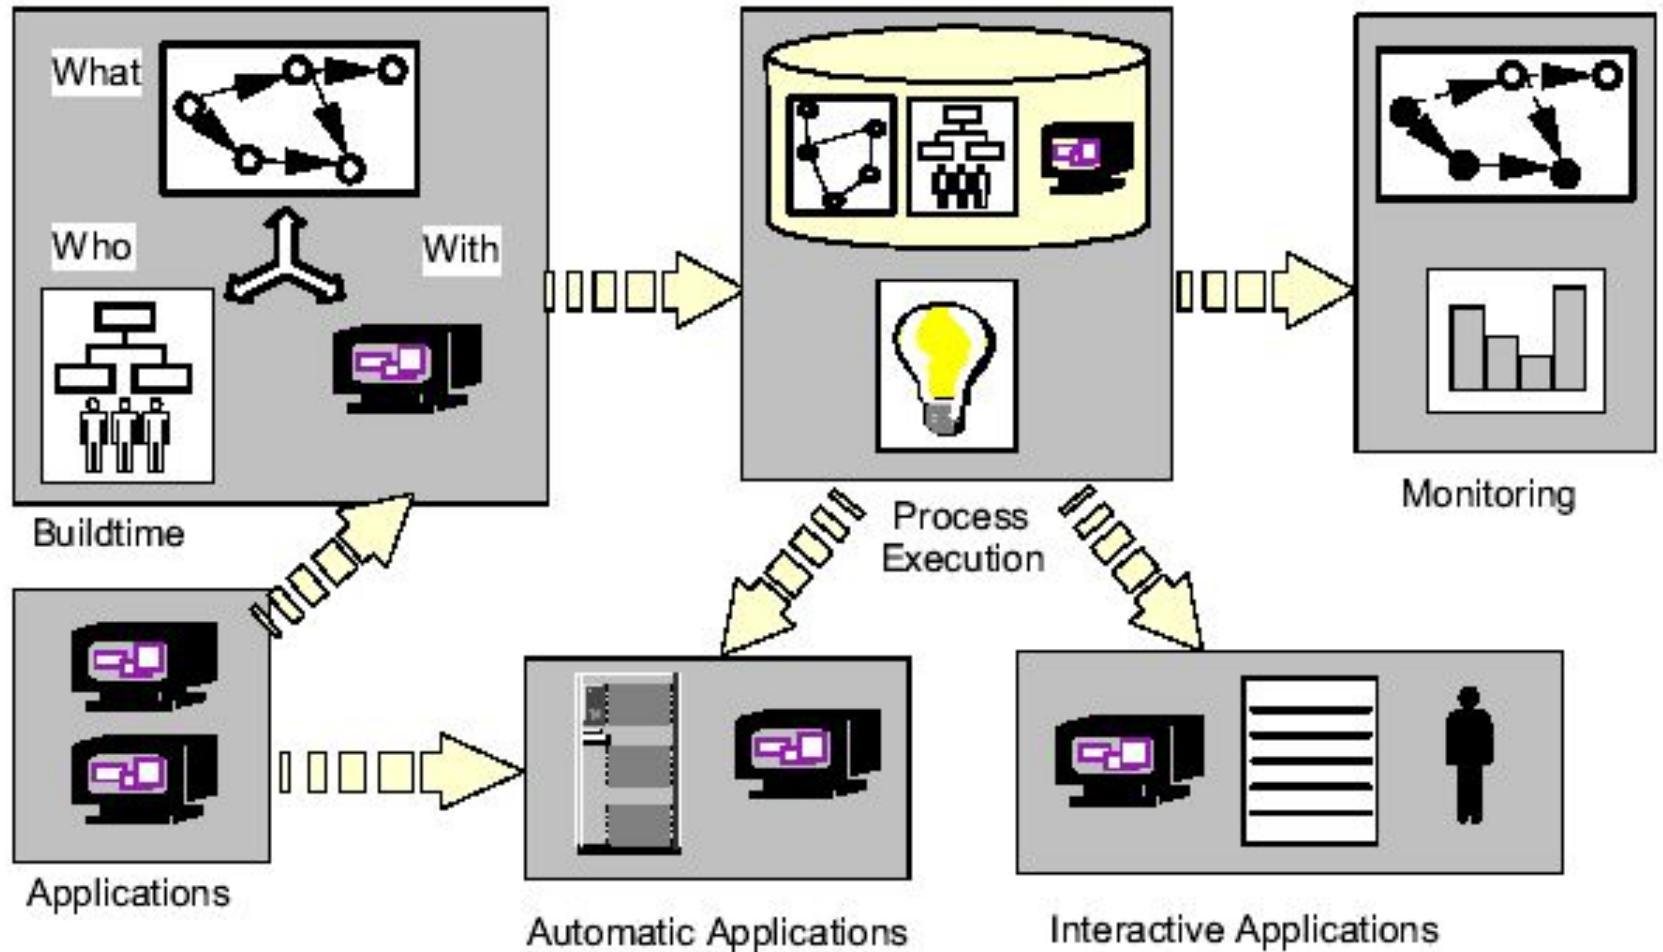 What
Who
With
Buildtime
Process
Execution
Monitoring
Applications
Automatic Applications
Interactive Applications